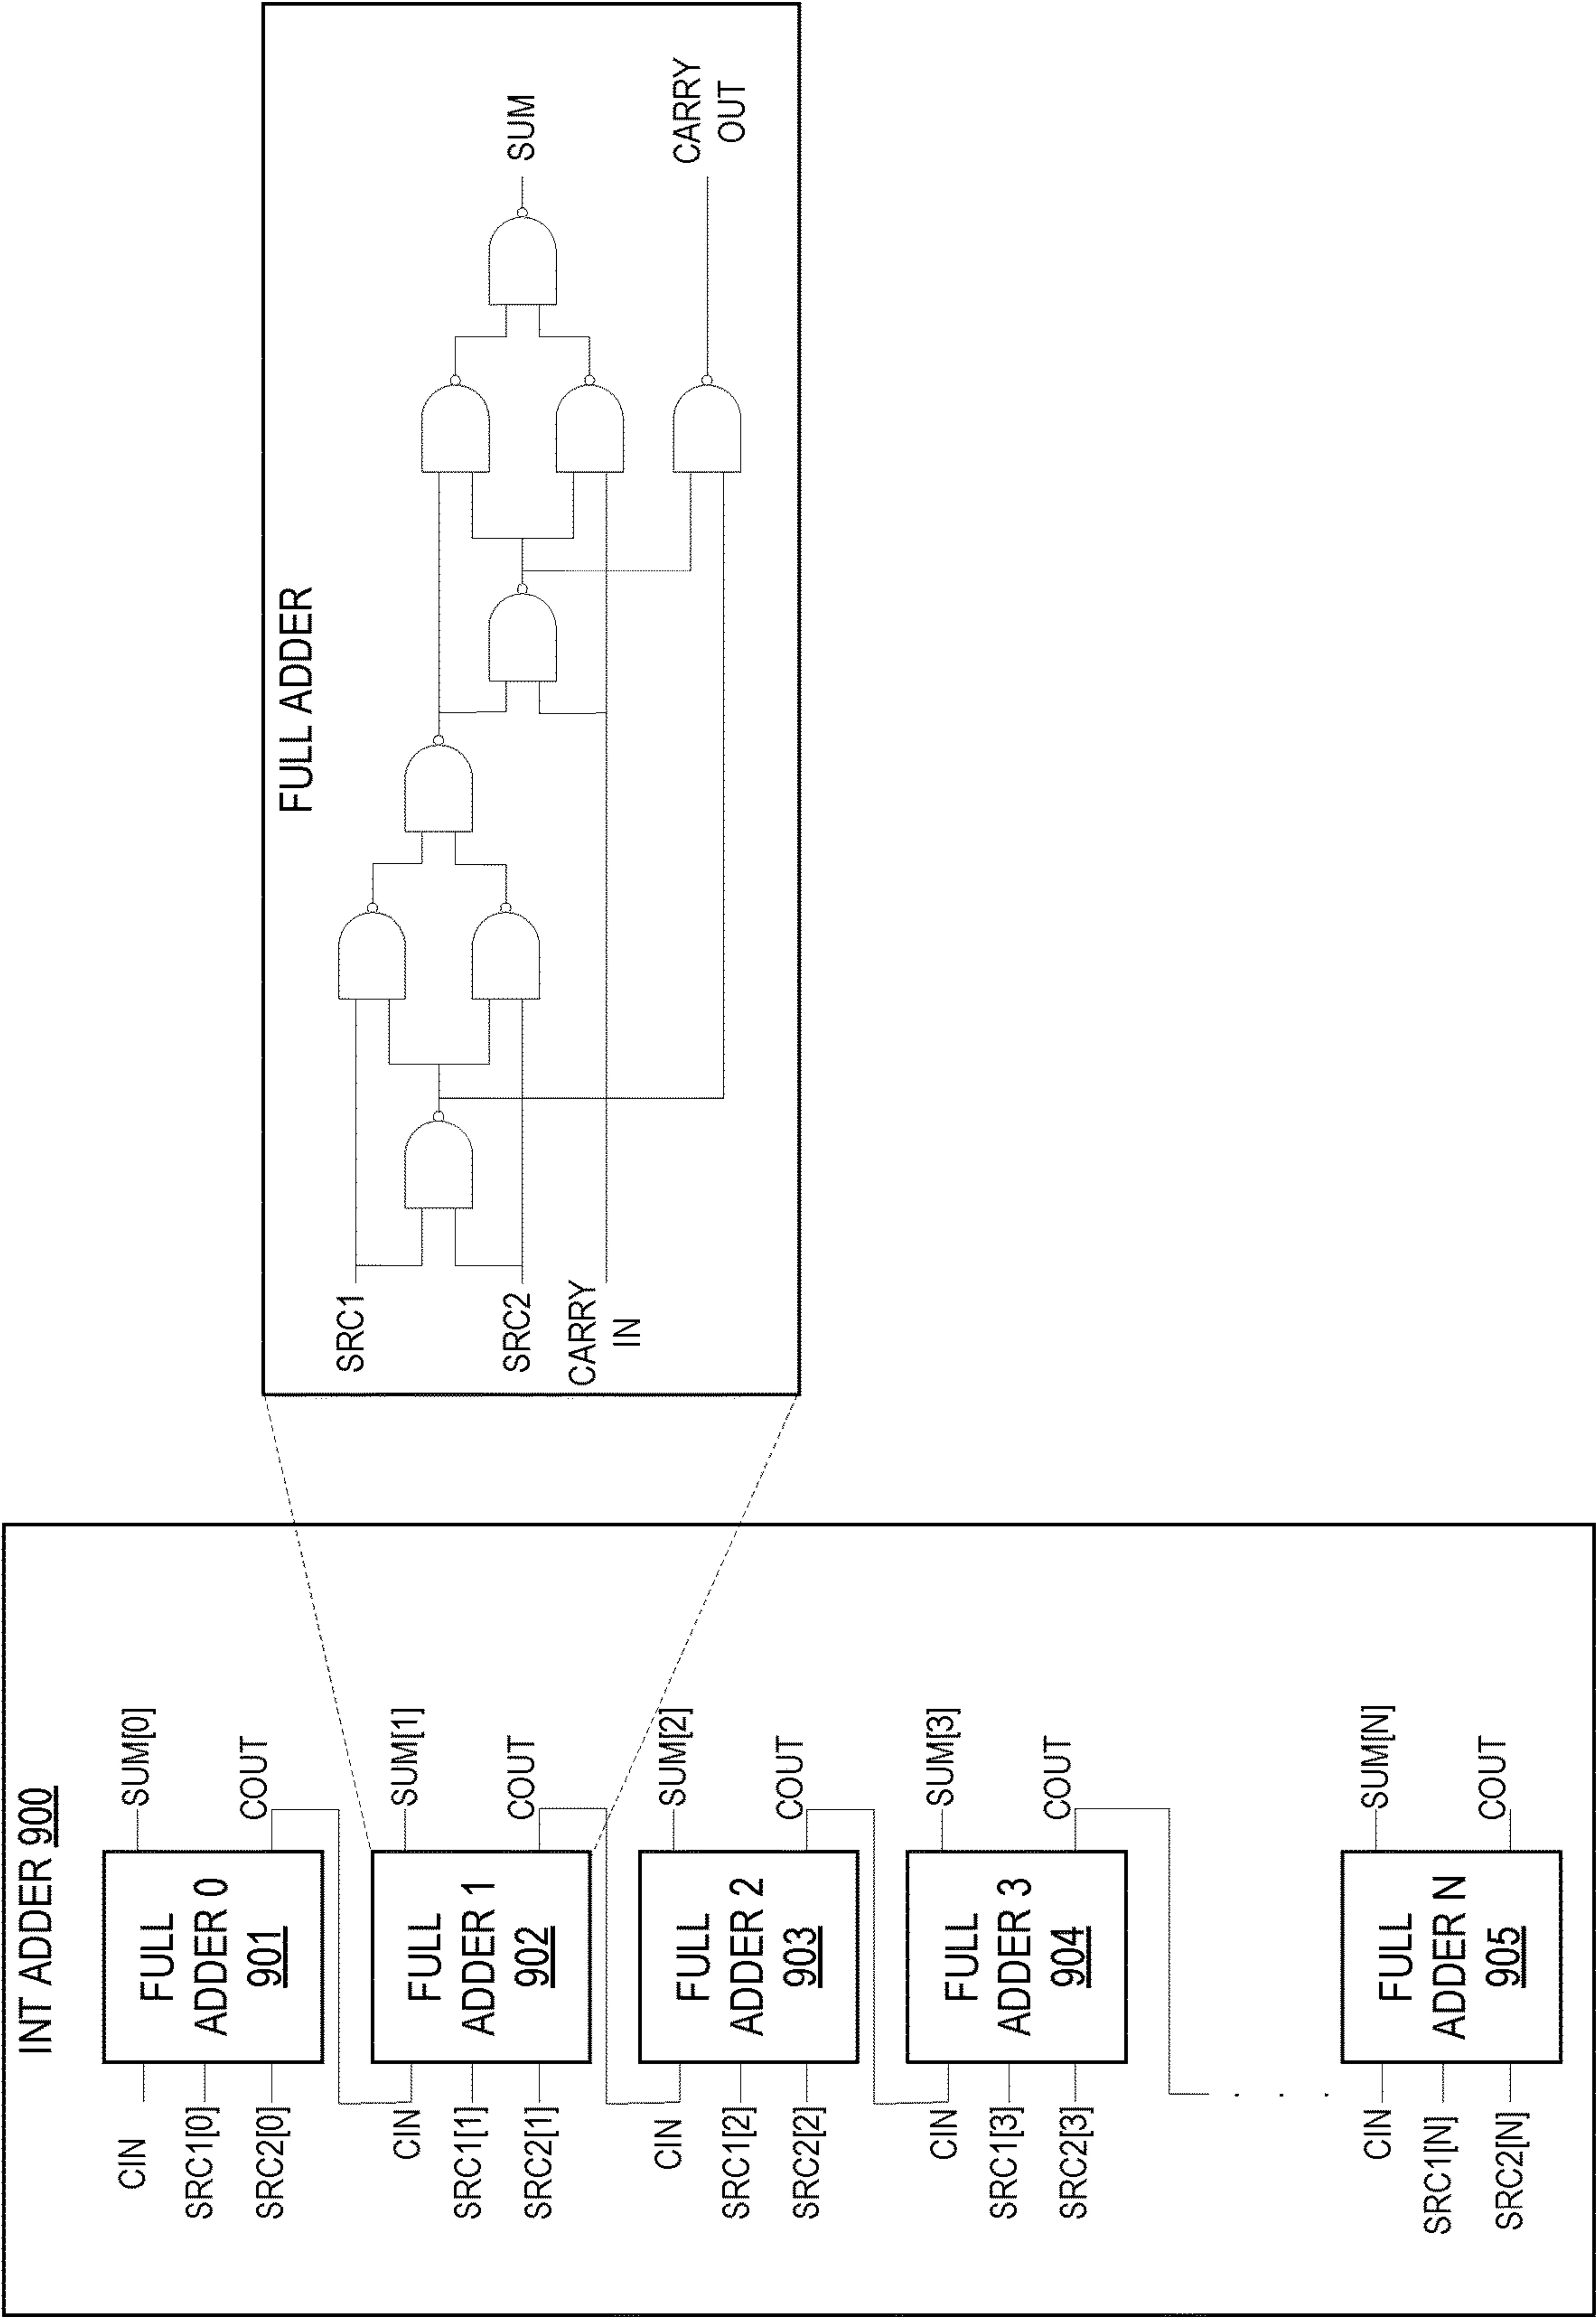 INT ADDER 900
CIN
SRC1[0]
SRC2[0]
FULL
ADDER 0
901
SUM[0]
COUT
CIN
SRC1[1]
SRC2[1]
FULL
ADDER 1
902
SUM[1]
COUT
CIN
SRC1[2]
SRC2[2]
FULL
ADDER 2
903
SUM[2]
COUT
CIN
SRC1[3]
SRC2[3]
FULL
ADDER 3
904
SUM[3]
COUT
CIN
SRC1[N]
SRC2[N]
FULL
ADDER N
905
SUM[N]
COUT
FULL ADDER
SRC1
SRC2
CARRY
IN
SUM
CARRY
OUT